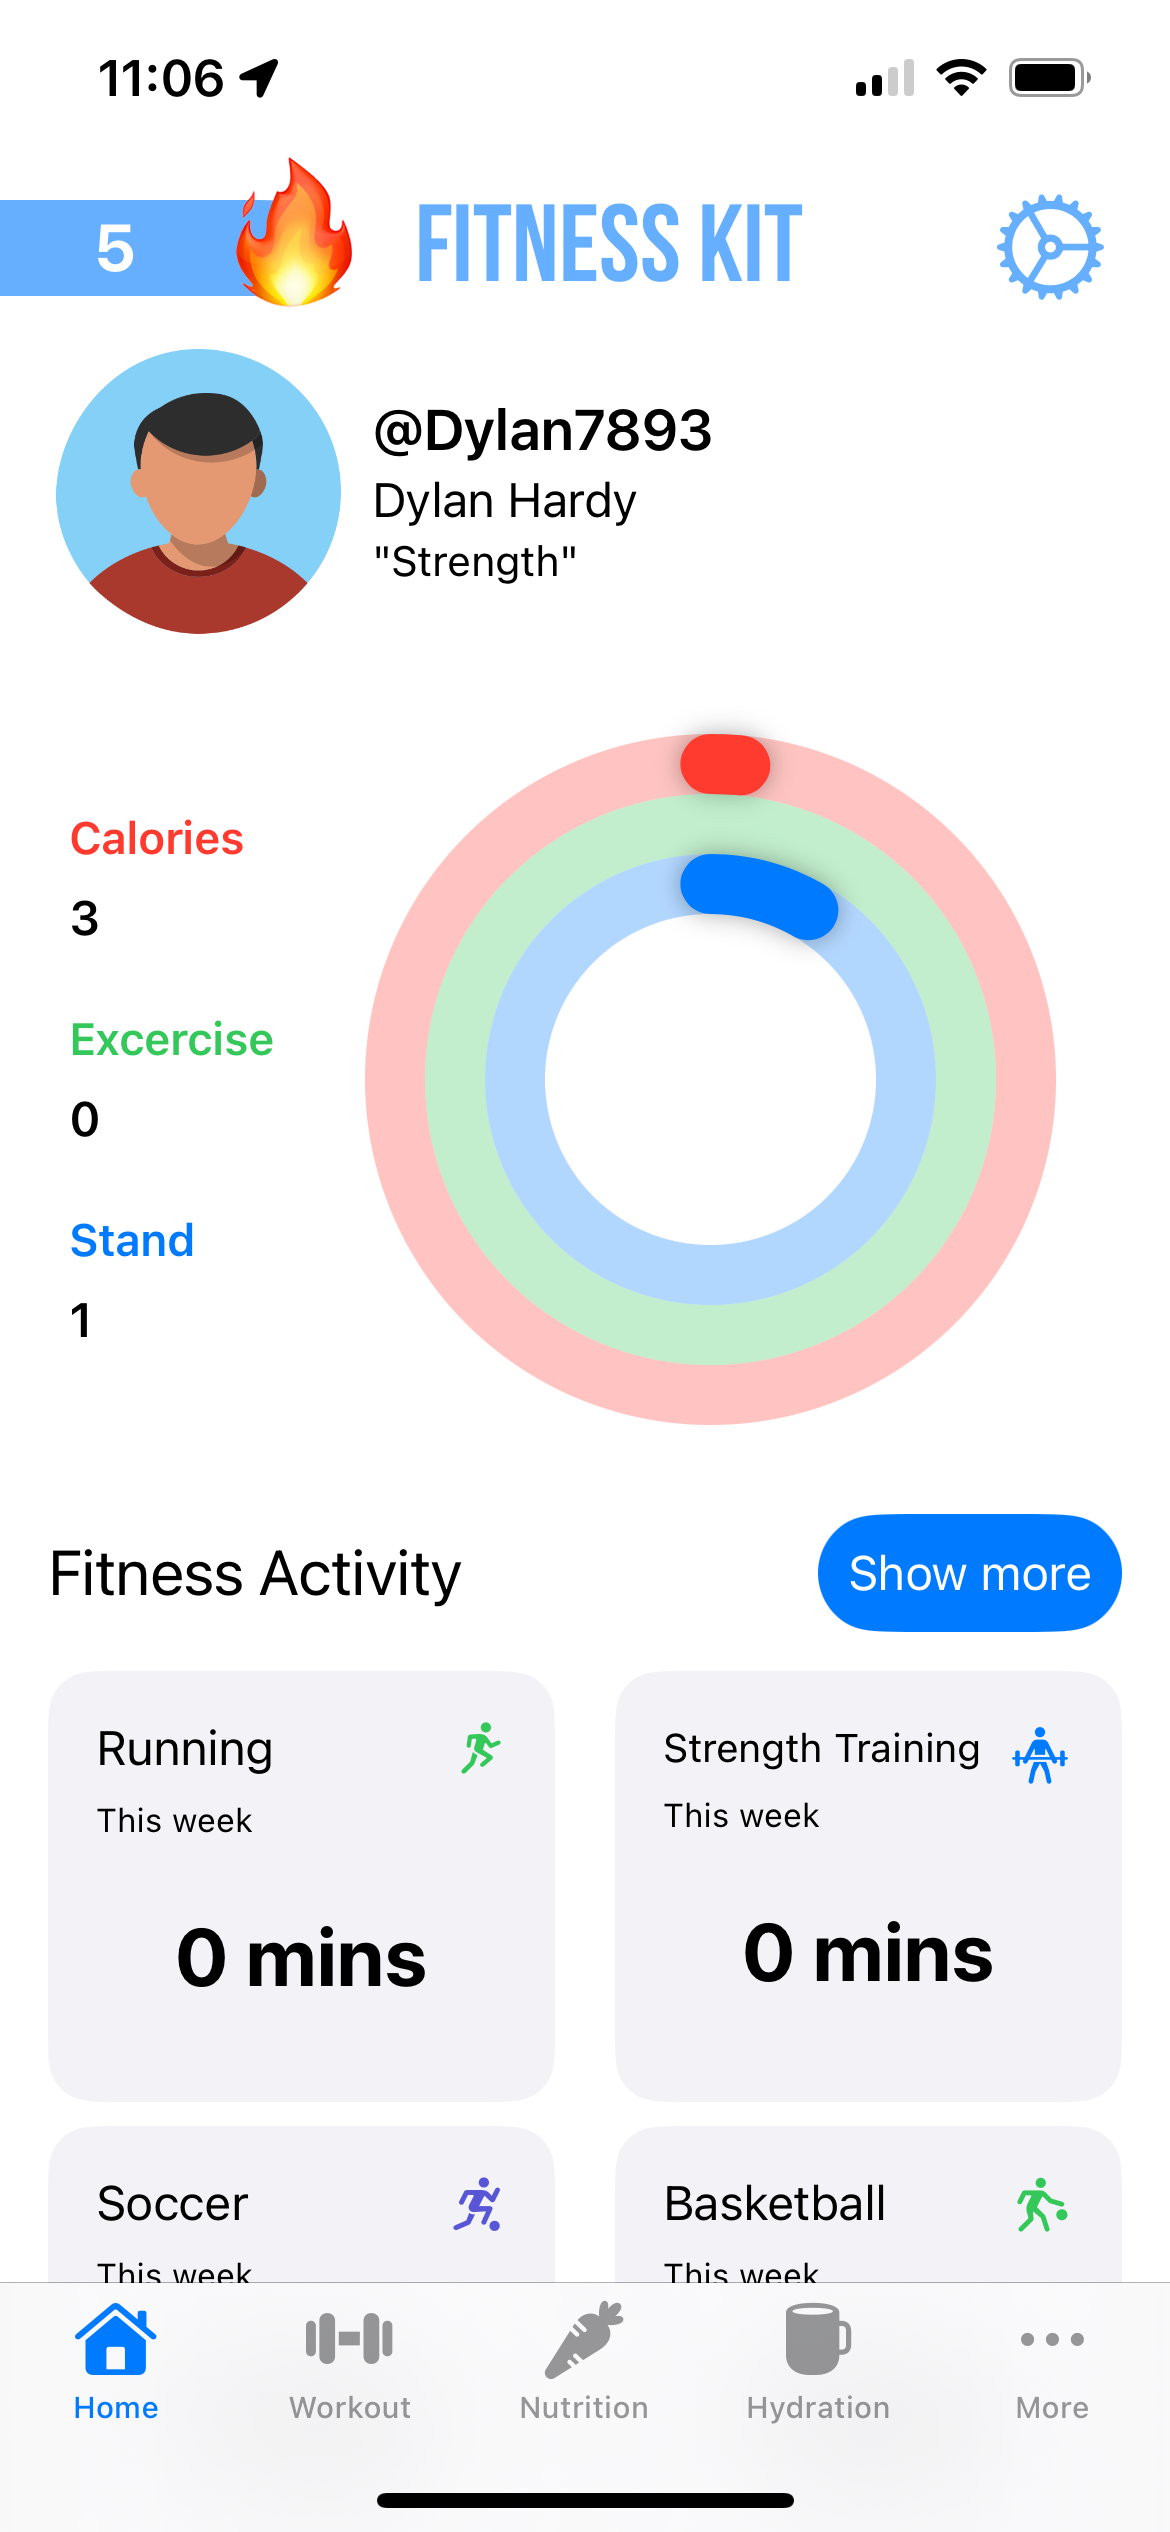 11:06
5
FITNESS KIT
@Dylan7893
Dylan Hardy
"Strength"
Calories
3
Excercise
0
Stand
1
Fitness Activity
Show more
Running
This week
0 mins
Strength Training
This week
0 mins
Soccer
This week
Basketball
This week
Home
Workout
Nutrition
Hydration
More